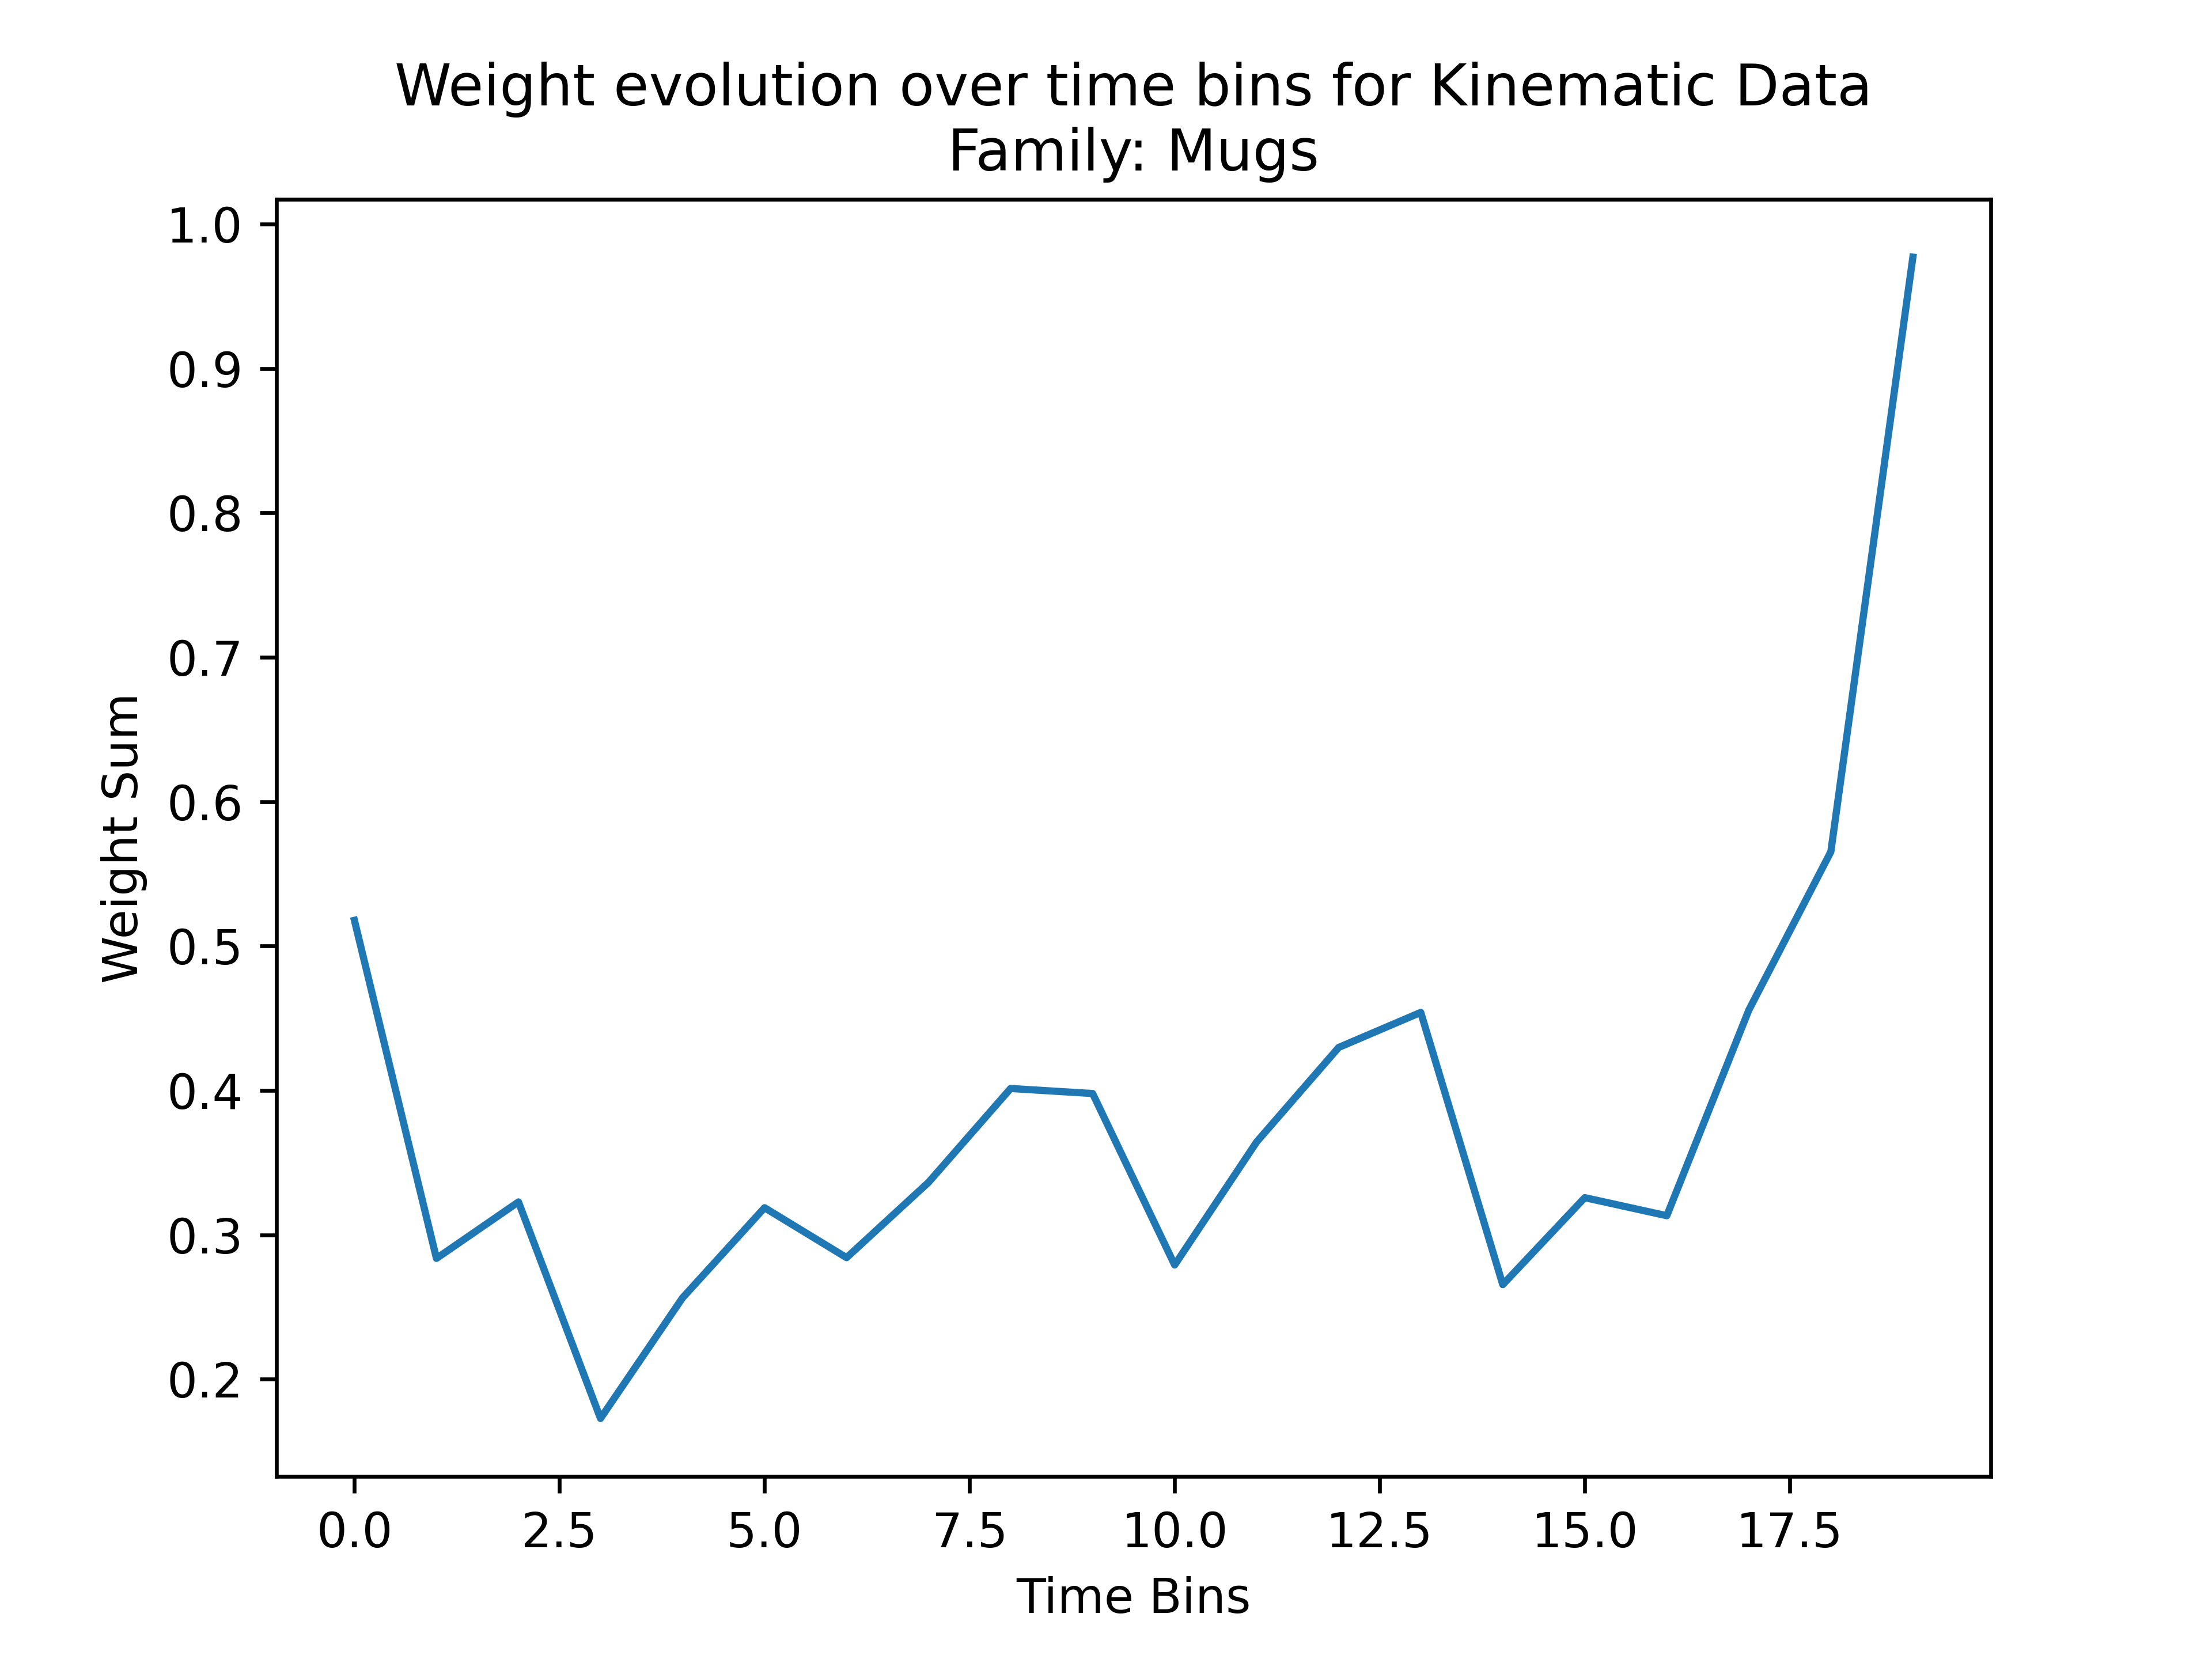 Weight evolution over time bins for Kinematic Data
Family: Mugs
1.0
0.9
0.8
0.7
0.6
0.5
0.4
0.3
0.2
Weight Sum
0.0 2.5 5.0 7.5 10.0 12.5 15.0 17.5
Time Bins